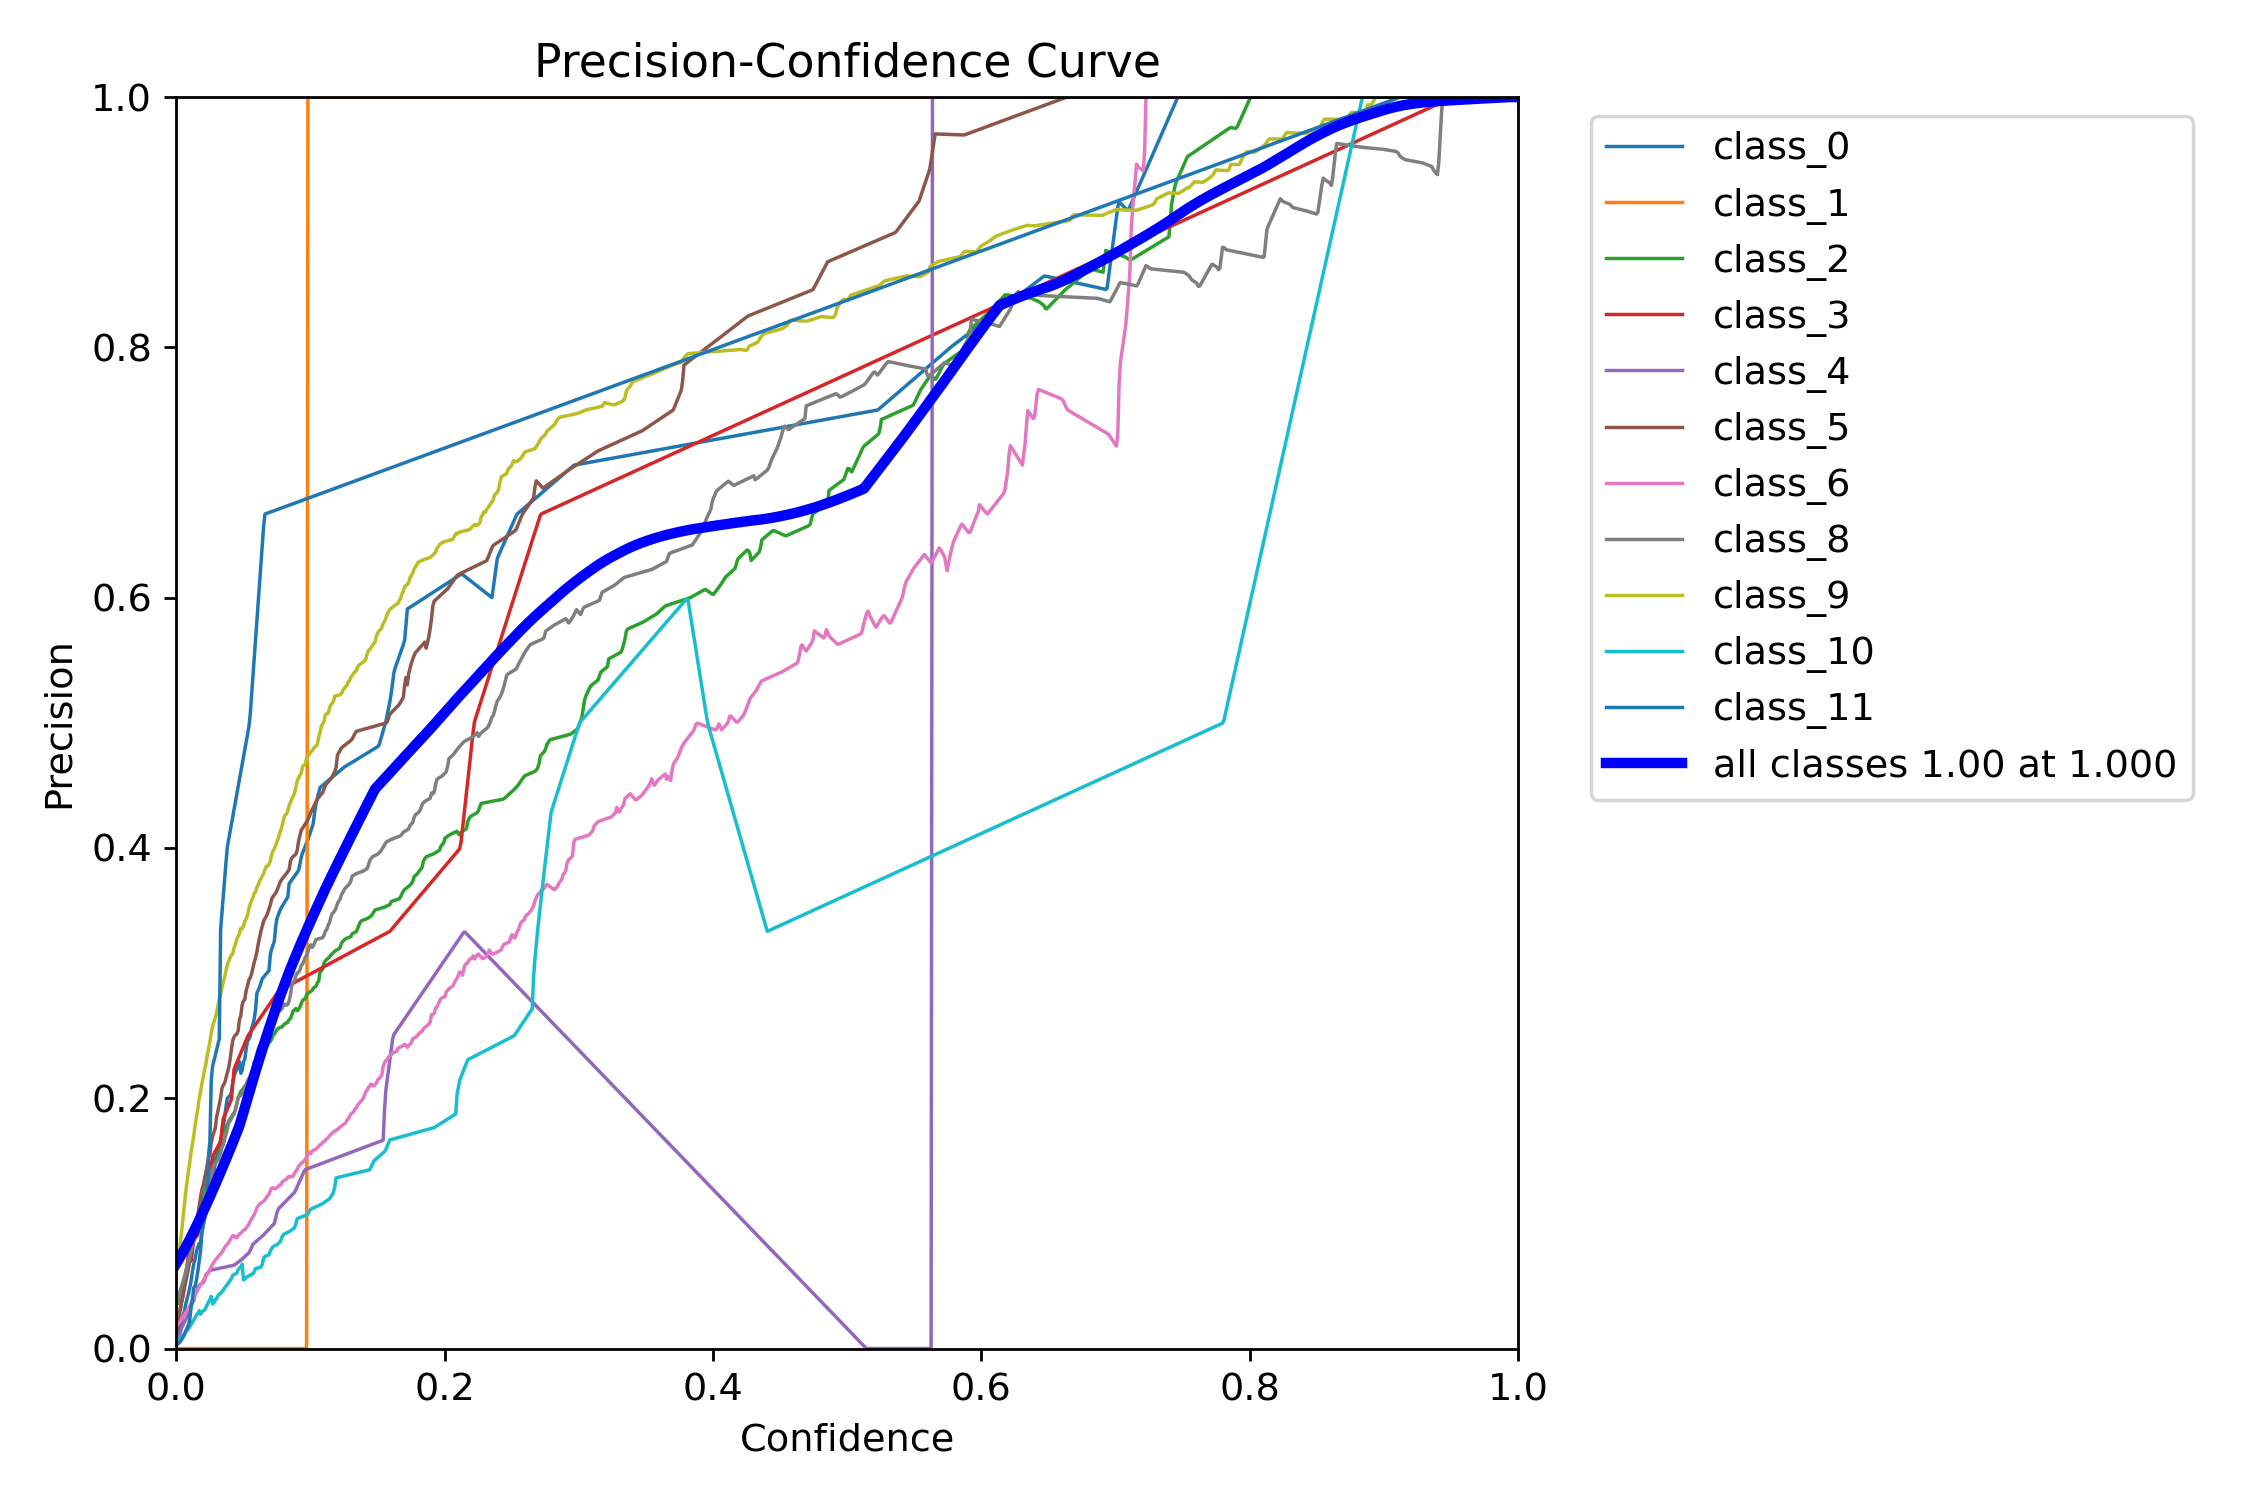 Precision-Confidence Curve
1.0
0.8
0.6
0.4
0.2
0.0
Precision
0.0 0.2 0.4 0.6 0.8 1.0
Confidence
class_0
class_1
class_2
class_3
class_4
class_5
class_6
class_8
class_9
class_10
class_11
all classes 1.00 at 1.000